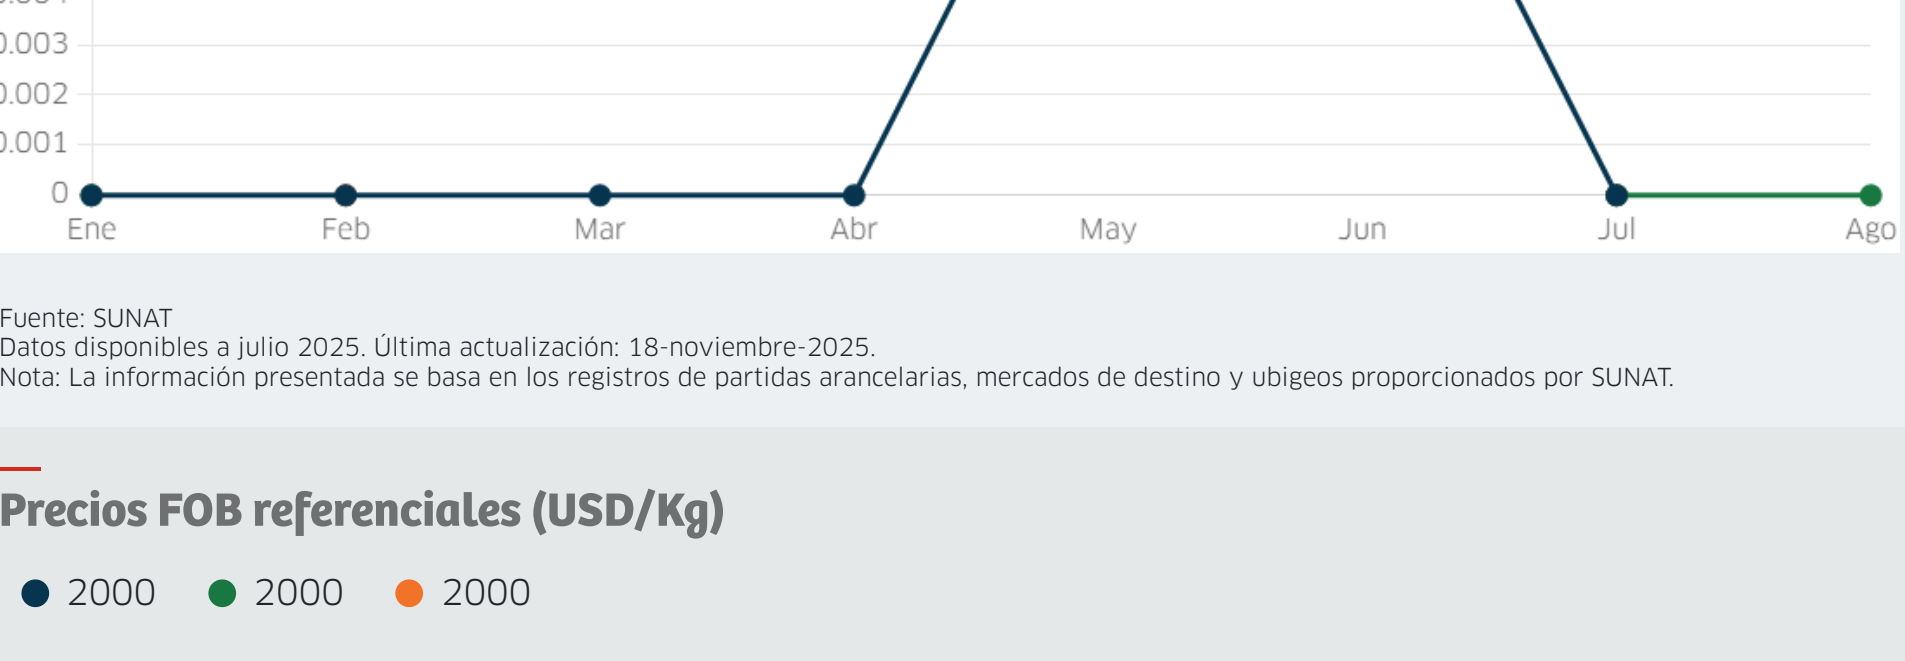 0.003
0.002
0.001
0
Ene Feb Mar Abr May Jun Jul Ago
Fuente: SUNAT
Datos disponibles a julio 2025. Última actualización: 18-noviembre-2025.
Nota: La información presentada se basa en los registros de partidas arancelarias, mercados de destino y ubigeos proporcionados por SUNAT.
Precios FOB referenciales (USD/Kg)
2000 2000 2000